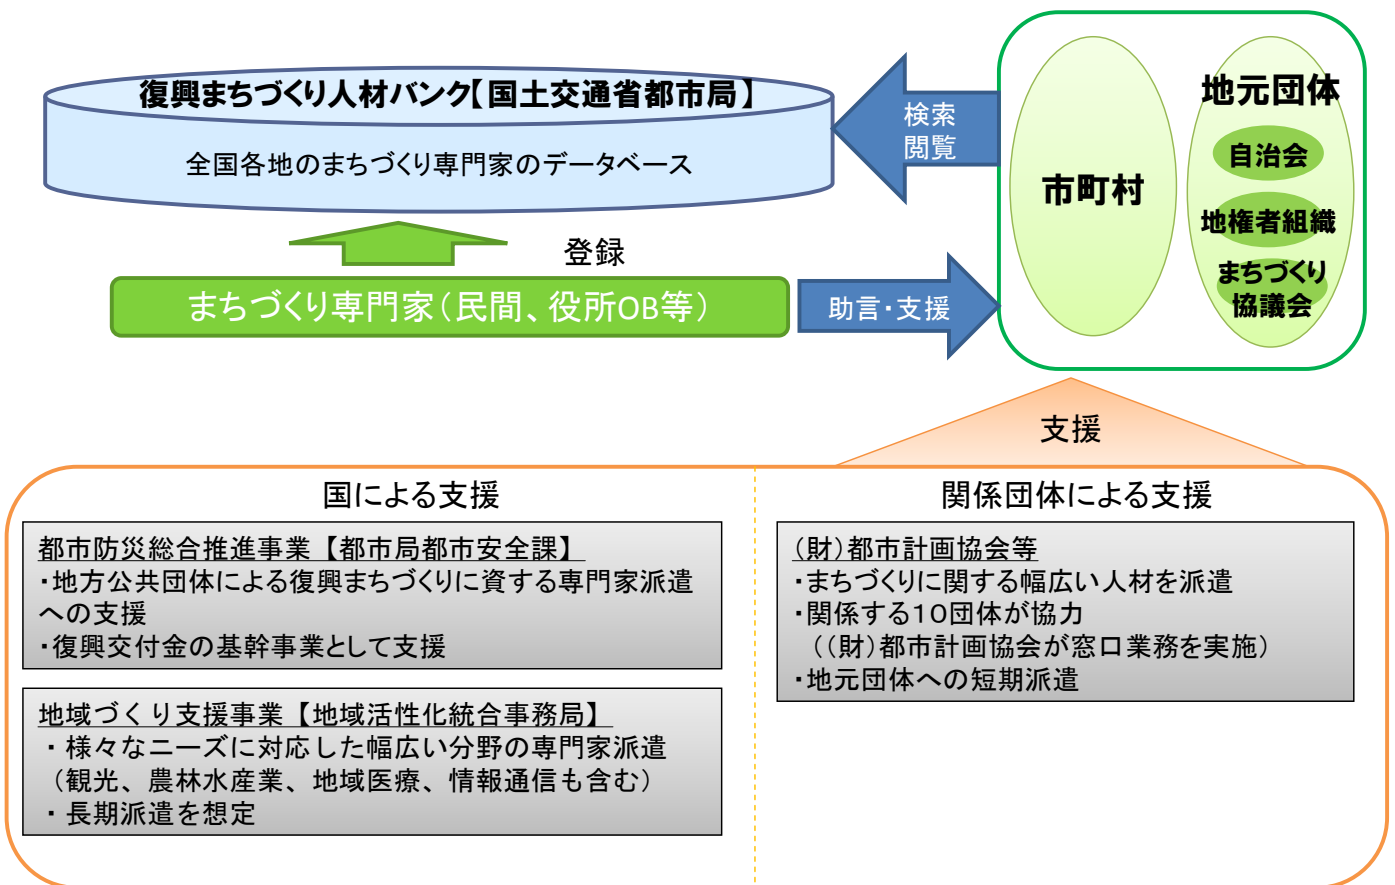 復興まちづくり人材バンク【国土交通省都市局】
全国各地のまちづくり専門家のデータベース
検索
閲覧
市町村
地元団体
自治会
地権者組織
まちづくり
協議会
登録
まちづくり専門家(民間、役所OB等)
助言・支援
支援
国による支援
都市防災総合推進事業【都市局都市安全課】
・地方公共団体による復興まちづくりに資する専門家派遣
への支援
・復興交付金の基幹事業として支援
地域づくり支援事業【地域活性化統合事務局】
・様々なニーズに対応した幅広い分野の専門家派遣
(観光、農林水産業、地域医療、情報通信も含む)
・長期派遣を想定
関係団体による支援
(財)都市計画協会等
・まちづくりに関する幅広い人材を派遣
・関係する10団体が協力
((財)都市計画協会が窓口業務を実施)
・地元団体への短期派遣